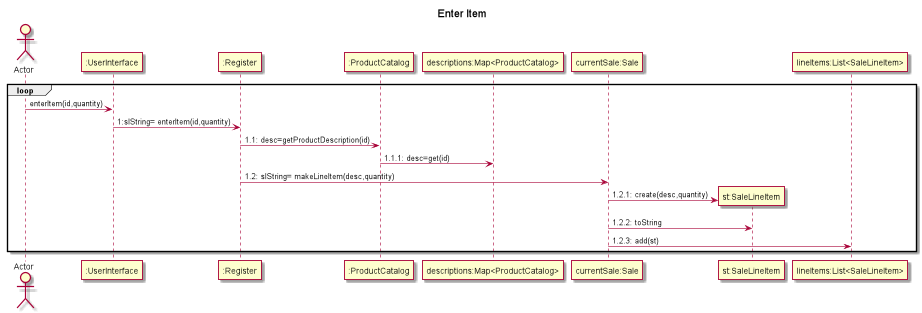 Enter Item
Actor
:UserInterface
:Register
:ProductCatalog
descriptions:Map<ProductCatalog>
currentSale:Sale
lineItems:List<SaleLineItem>
loop
enterItem(id,quantity)
1:slString= enterItem(id,quantity)
1.1: desc=getProductDescription(id)
1.1.1: desc=get(id)
1.2: slString= makeLineItem(desc,quantity)
1.2.1: create(desc,quantity)
st:SaleLineItem
1.2.2: toString
1.2.3: add(st)
Actor
:UserInterface
:Register
:ProductCatalog
descriptions:Map<ProductCatalog>
currentSale:Sale
st:SaleLineItem
lineItems:List<SaleLineItem>